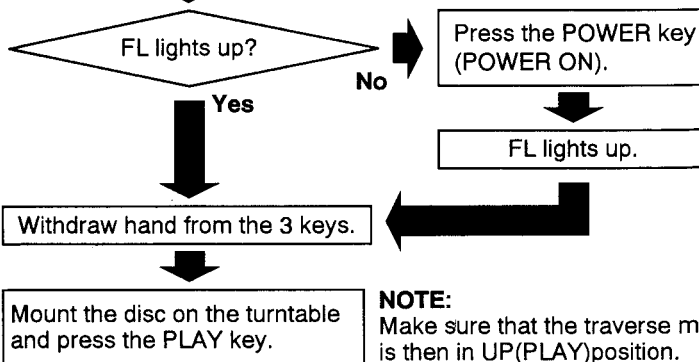 FL lights up?
No
Yes
Press the POWER key
(POWER ON).
FL lights up.
Withdraw hand from the 3 keys.
Mount the disc on the turntable
and press the PLAY key.
NOTE:
Make sure that the traverse
is then in UP(PLAY)position.